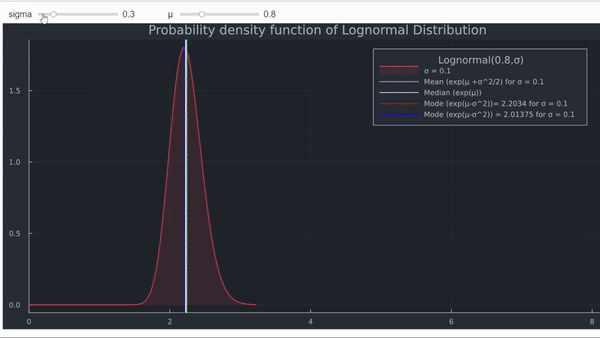 sigma 0.3 μ 0.8
Probability density function of Lognormal Distribution
Lognormal(0.8,σ)
σ = 0.1
Mean (exp(μ +σ^2/2) for σ = 0.1
Median (exp(μ))
Mode (exp(μ-σ^2))= 2.2034 for σ = 0.1
Mode (exp(μ-σ^2)) = 2.01375 for σ = 0.1
1.5
1.0
0.5
0.0
0 2 4 6 8